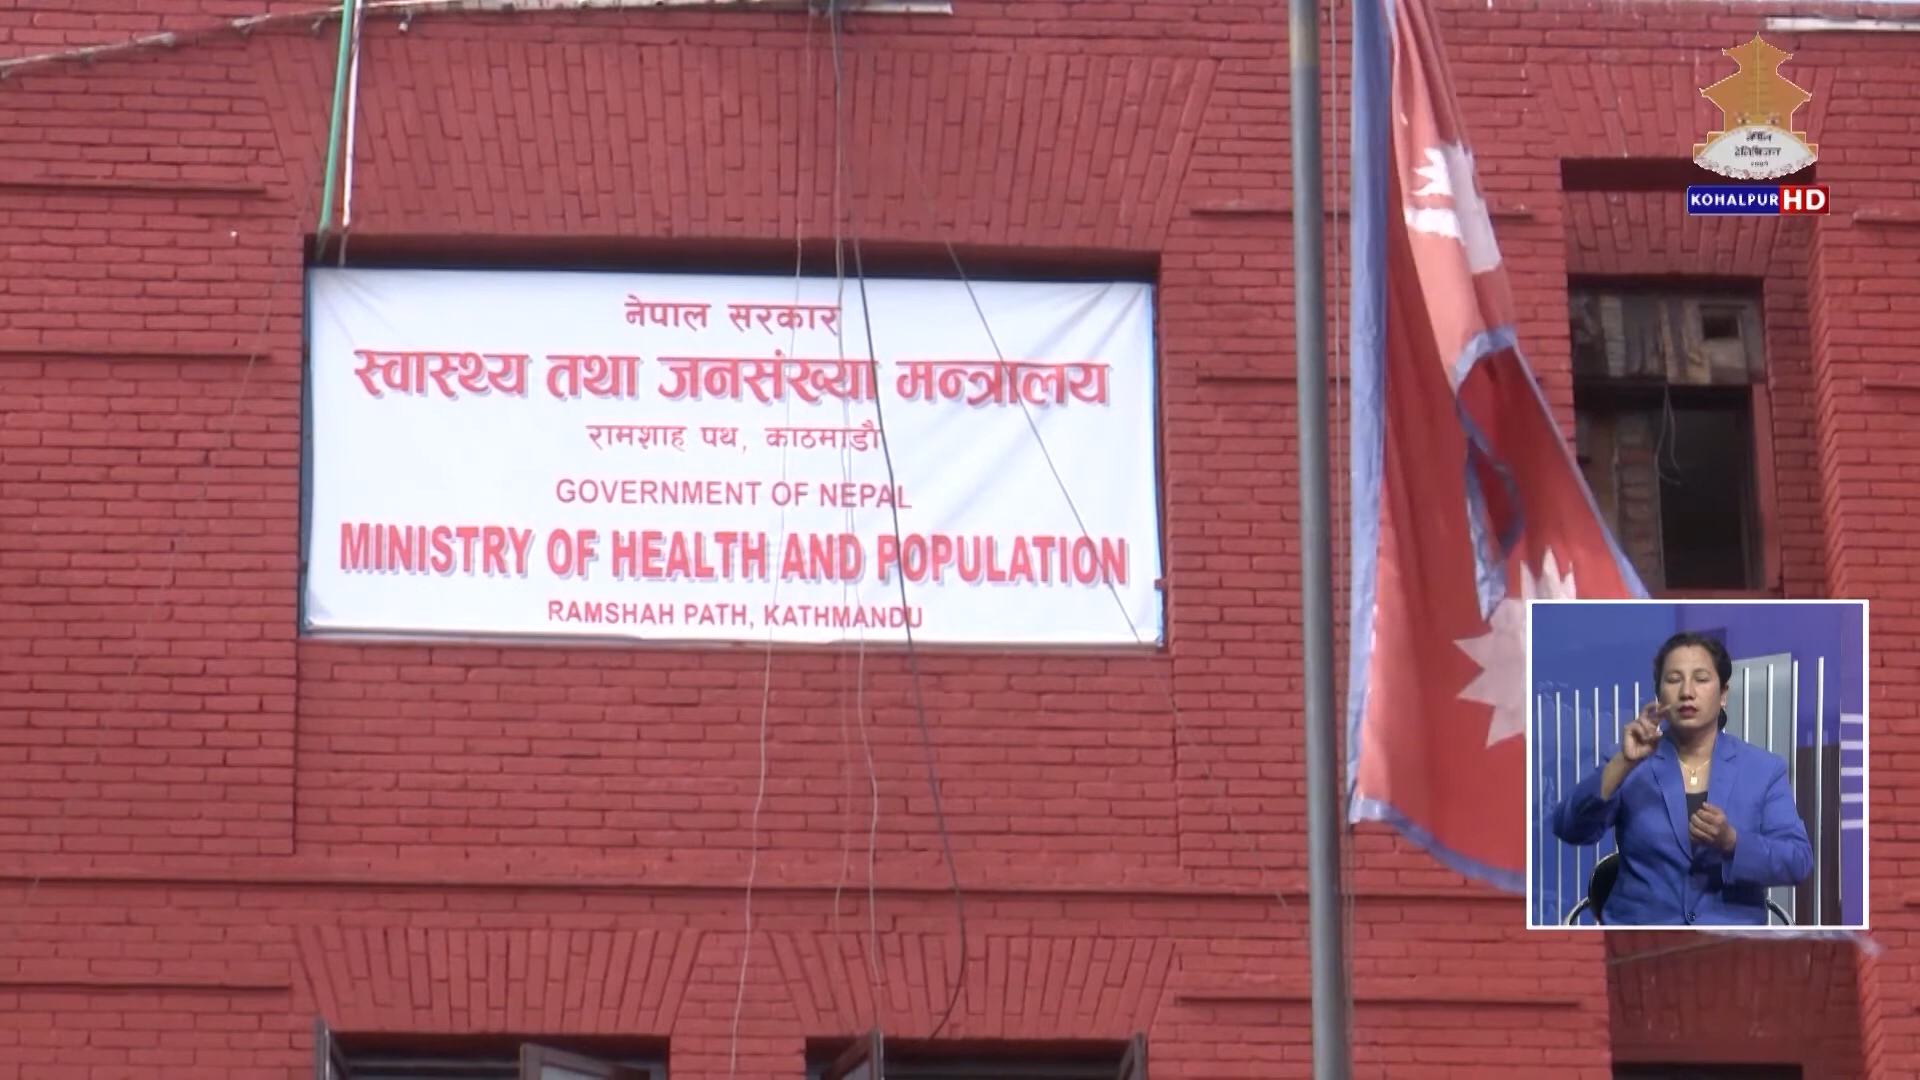 नेपाल सरकार
स्वास्थ्य तथा जनसंख्या मन्त्रालय
रामशाह पथ, काठमाडौं
GOVERNMENT OF NEPAL
MINISTRY OF HEALTH AND POPULATION
RAMSHAH PATH, KATHMANDU
नेपाल
टेलिभिजन
KOHALPUR HD